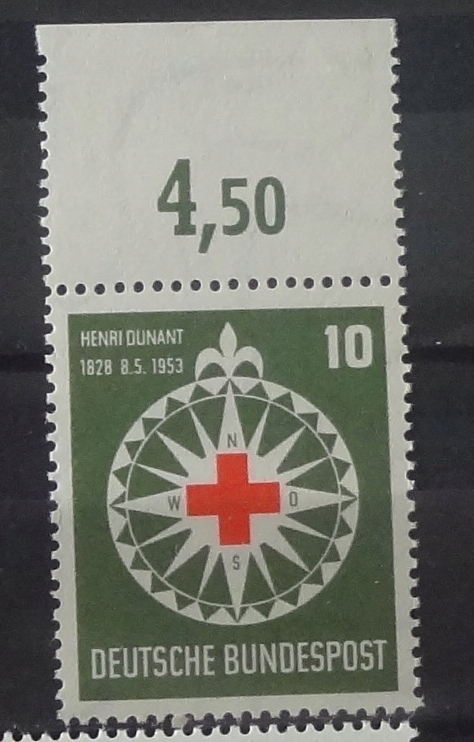 4,50
HENRI DUNANT
1828 8.5. 1953
10
N
W O
S
DEUTSCHE BUNDESPOST